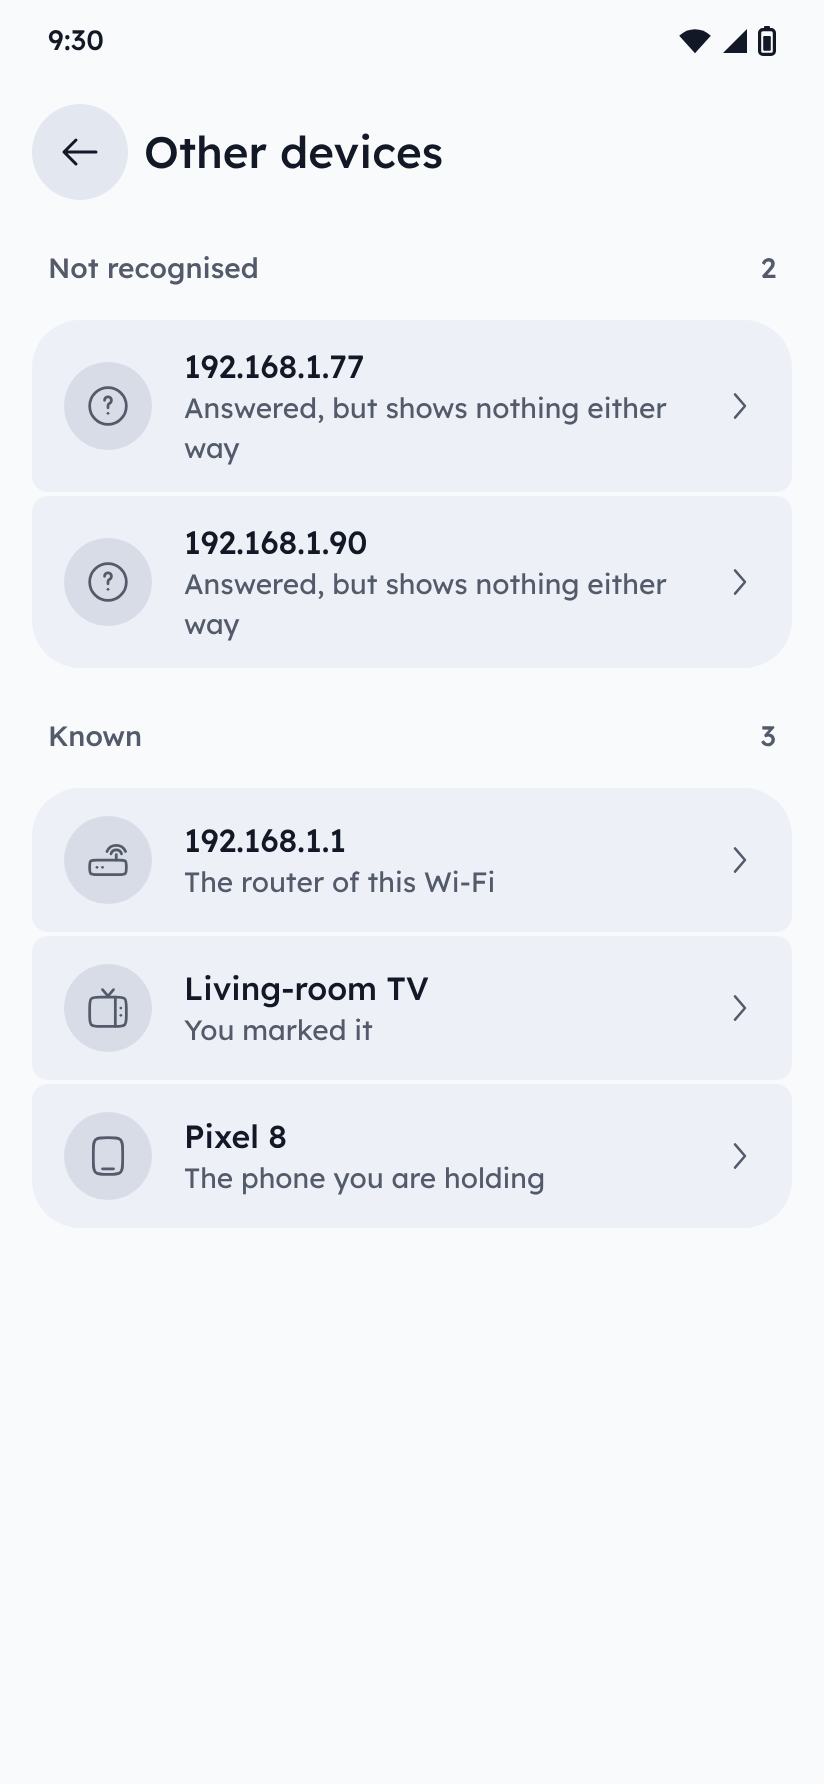 9:30
Other devices
Not recognised 2
192.168.1.77
Answered, but shows nothing either
way
192.168.1.90
Answered, but shows nothing either
way
Known 3
192.168.1.1
The router of this Wi-Fi
Living-room TV
You marked it
Pixel 8
The phone you are holding